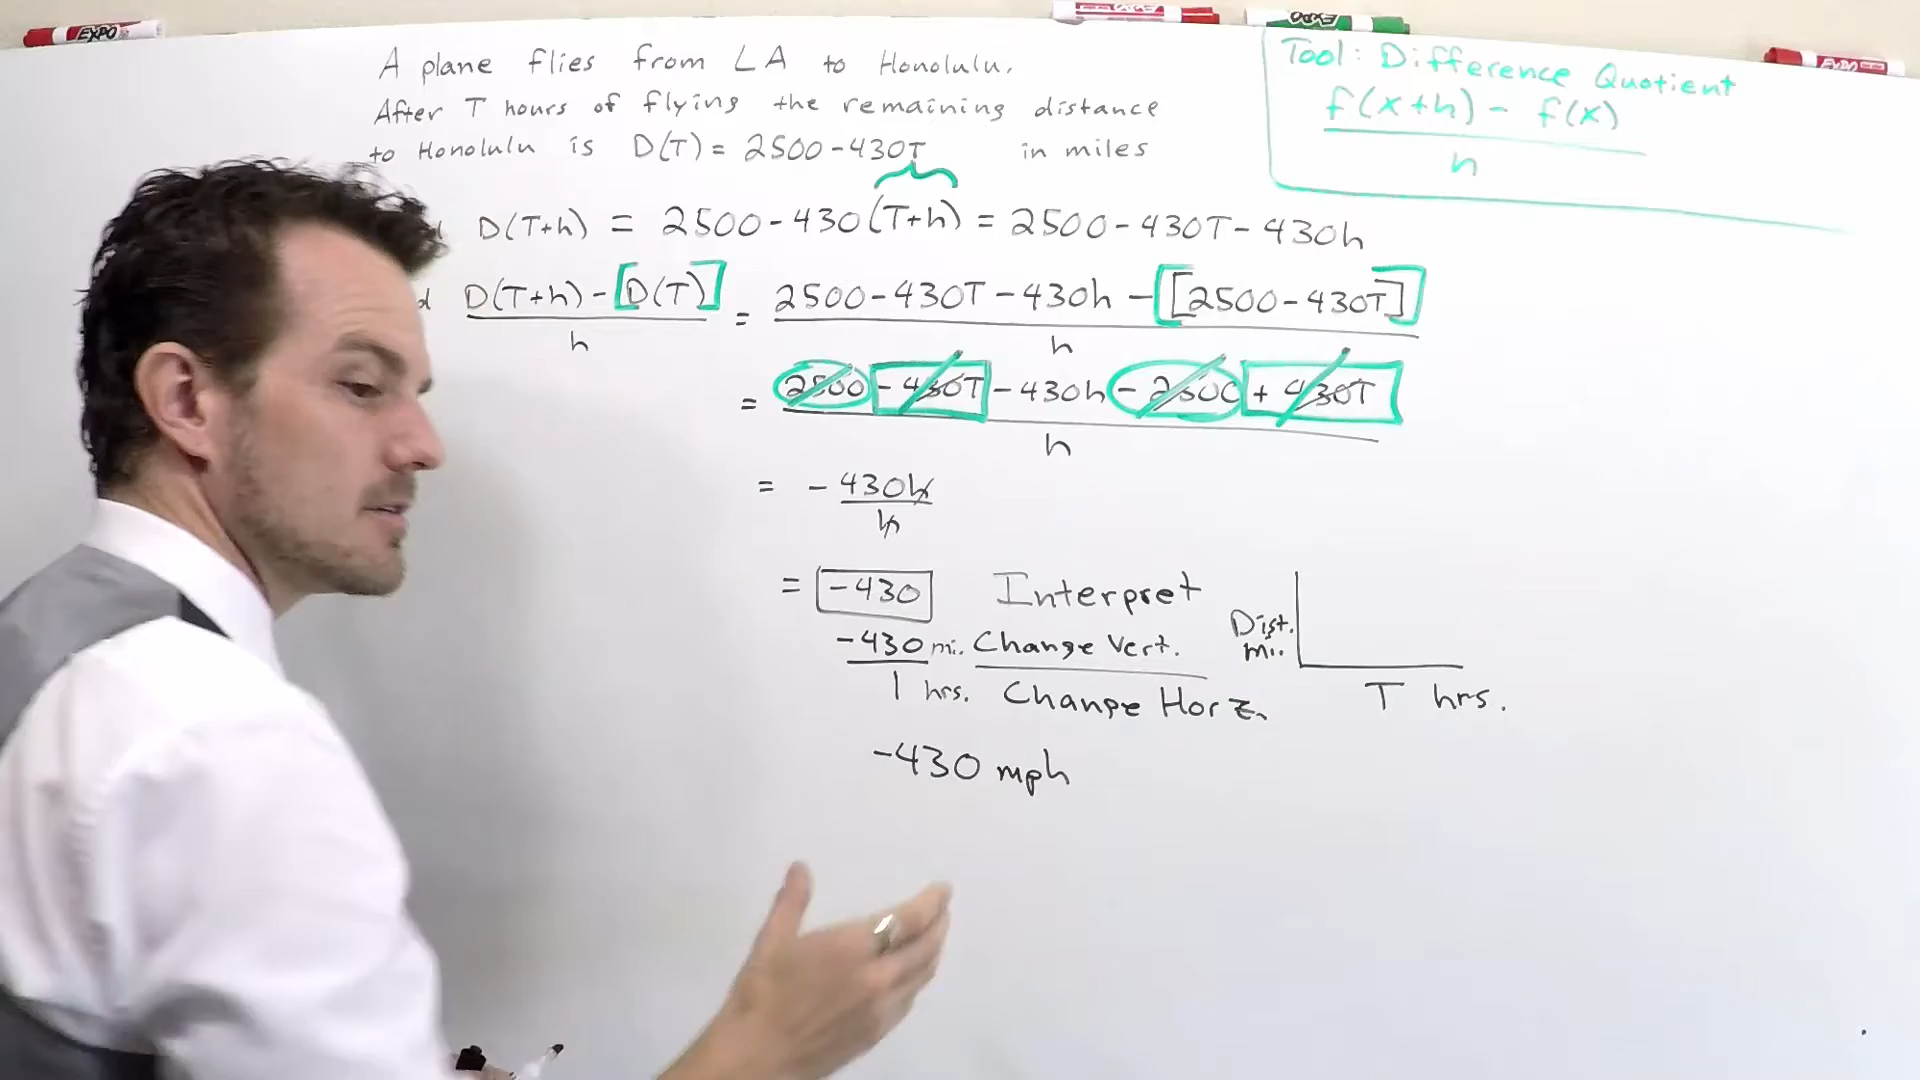 EXPO
EXPO
A plane flies from LA to Honolulu.
After T hours of flying the remaining distance
to Honolulu is D(T) = 2500-430T in miles
Tool: Difference Quotient
f(x+h) - f(x)
h
D(T+h) = 2500-430(T+h) = 2500-430T-430h
D(T+h)-[D(T)] = 2500-430T-430h-[2500-430T]
h h
= 2500-430T-430h-2500+430T
h
= -430h
h
= -430 Interpret
-430 mi. Change Vert.
1 hrs. Change Horz.
Dist.
mi.
T hrs.
-430 mph